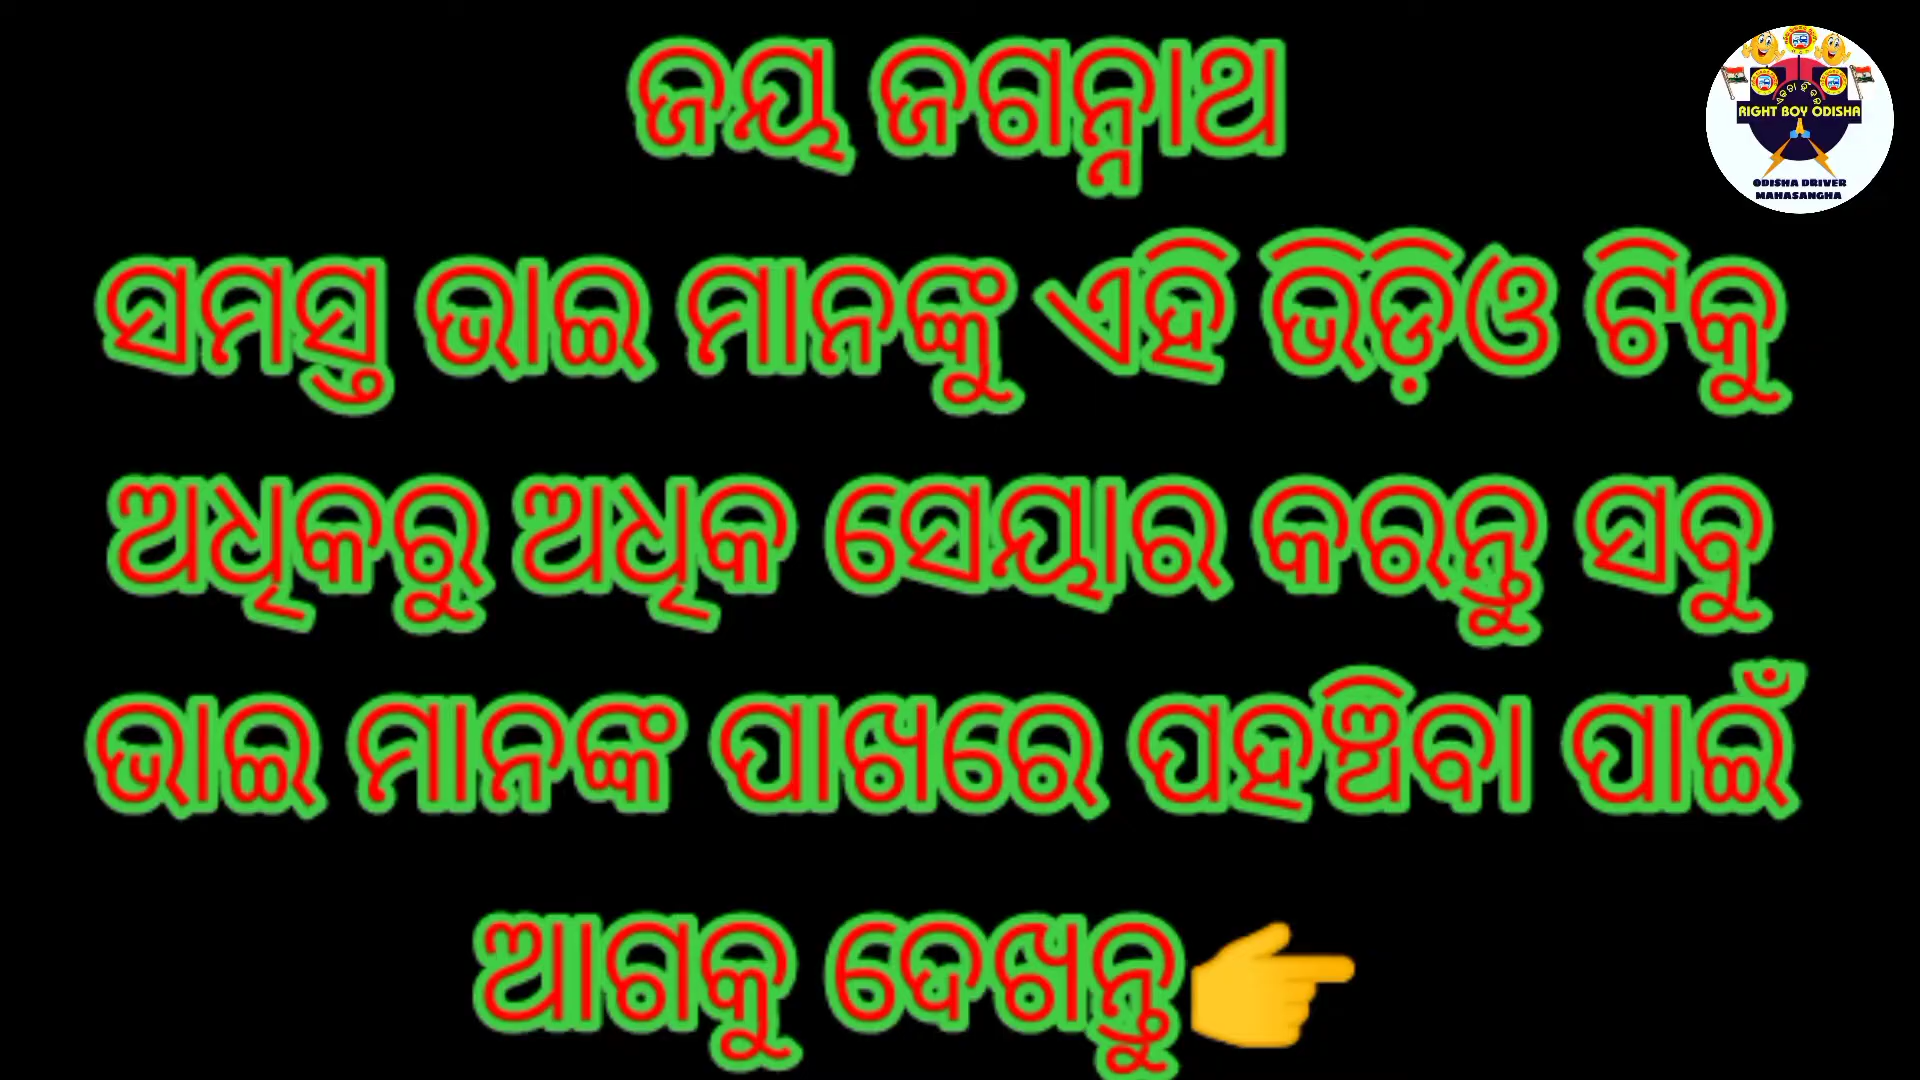 ଜୟ ଜଗନ୍ନାଥ
ସମସ୍ତ ଭାଇ ମାନଙ୍କୁ ଏହି ଭିଡ଼ିଓ ଟିକୁ
ଅଧିକରୁ ଅଧିକ ସେୟାର କରନ୍ତୁ ସବୁ
ଭାଇ ମାନଙ୍କ ପାଖରେ ପହଞ୍ଚିବା ପାଇଁ
ଆଗକୁ ଦେଖନ୍ତୁ👉
RIGHT BOY ODISHA
ODISHA DRIVER
MAHASANGHA